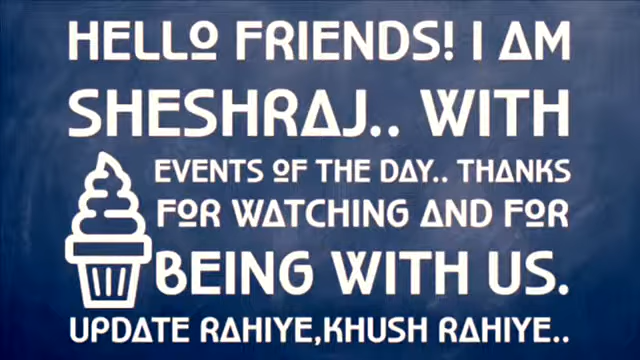 HELLO FRIENDS! I AM
SHESHRAJ.. WITH
EVENTS OF THE DAY.. THANKS
FOR WATCHING AND FOR
BEING WITH US.
UPDATE RAHIYE,KHUSH RAHIYE..